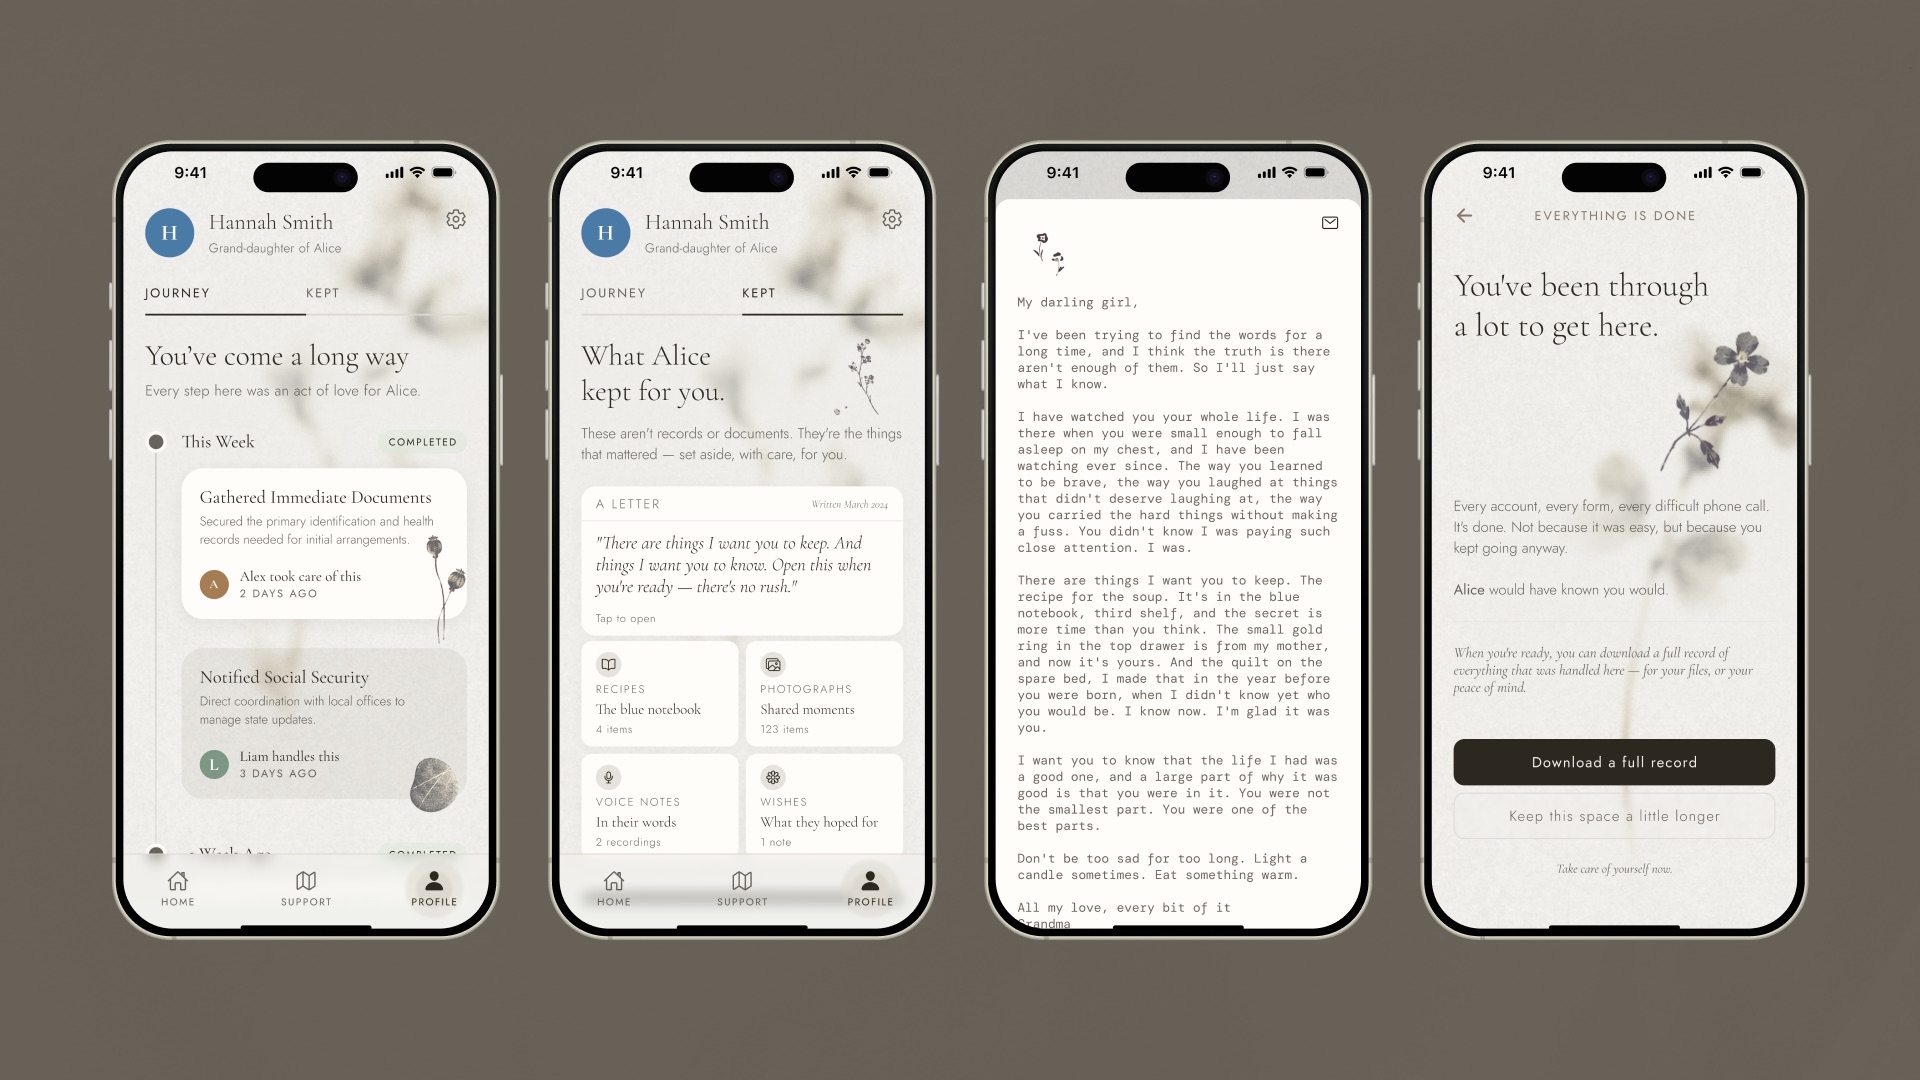 9:41
H
Hannah Smith
Grand-daughter of Alice
JOURNEY
KEPT
You've come a long way
Every step here was an act of love for Alice.
This Week
COMPLETED
Gathered Immediate Documents
Secured the primary identification and health
records needed for initial arrangements.
A
Alex took care of this
2 DAYS AGO
Notified Social Security
Direct coordination with local offices to
manage state updates.
L
Liam handles this
3 DAYS AGO
Week Ago
COMPLETED
HOME
SUPPORT
PROFILE
9:41
H
Hannah Smith
Grand-daughter of Alice
JOURNEY
KEPT
What Alice
kept for you.
These aren't records or documents. They're the things
that mattered — set aside, with care, for you.
A LETTER
Written March 2024
"There are things I want you to keep. And
things I want you to know. Open this when
you're ready — there's no rush."
Tap to open
RECIPES
The blue notebook
4 items
PHOTOGRAPHS
Shared moments
123 items
VOICE NOTES
In their words
2 recordings
WISHES
What they hoped for
1 note
HOME
SUPPORT
PROFILE
9:41
My darling girl,
I've been trying to find the words for a
long time, and I think the truth is there
aren't enough of them. So I'll just say
what I know.
I have watched you your whole life. I was
there when you were small enough to fall
asleep on my chest, and I have been
watching ever since. The way you learned
to be brave, the way you laughed at things
that didn't deserve laughing at, the way
you carried the hard things without making
a fuss. You didn't know I was paying such
close attention. I was.
There are things I want you to keep. The
recipe for the soup. It's in the blue
notebook, third shelf, and the secret is
more time than you think. The small gold
ring in the top drawer is from my mother,
and now it's yours. And the quilt on the
spare bed, I made that in the year before
you were born, when I didn't know yet who
you would be. I know now. I'm glad it was
you.
I want you to know that the life I had was
a good one, and a large part of why it was
good is that you were in it. You were not
the smallest part. You were one of the
best parts.
Don't be too sad for too long. Light a
candle sometimes. Eat something warm.
All my love, every bit of it
Grandma
9:41
EVERYTHING IS DONE
You've been through
a lot to get here.
Every account, every form, every difficult phone call.
It's done. Not because it was easy, but because you
kept going anyway.
Alice would have known you would.
When you're ready, you can download a full record of
everything that was handled here — for your files, or your
peace of mind.
Download a full record
Keep this space a little longer
Take care of yourself now.